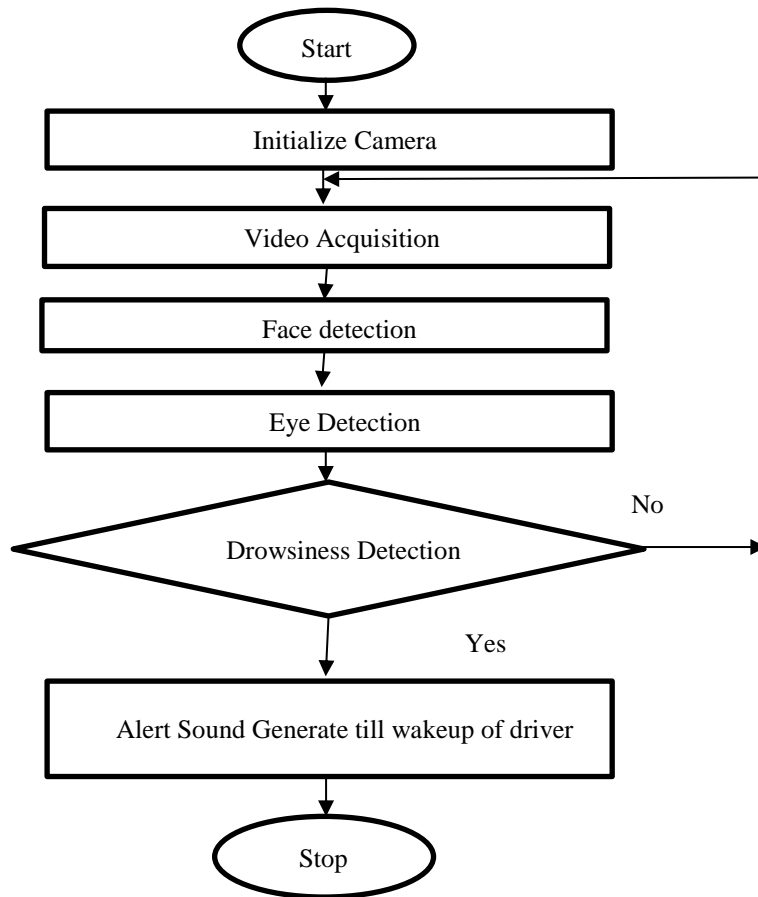 Start
Initialize Camera
Video Acquisition
Face detection
Eye Detection
No
Drowsiness Detection
Yes
Alert Sound Generate till wakeup of driver
Stop